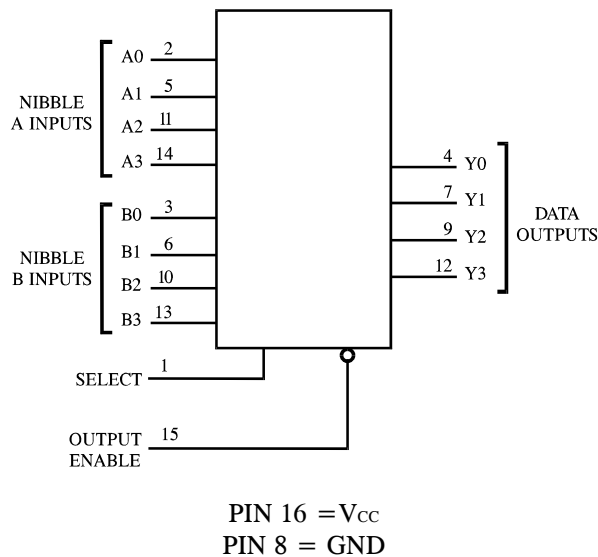 NIBBLE
A INPUTS
A0 2
A1 5
A2 11
A3 14
NIBBLE
B INPUTS
B0 3
B1 6
B2 10
B3 13
SELECT 1
OUTPUT
ENABLE
15
4 Y0
7 Y1
9 Y2
12 Y3
DATA
OUTPUTS
PIN 16 =VCC
PIN 8 = GND